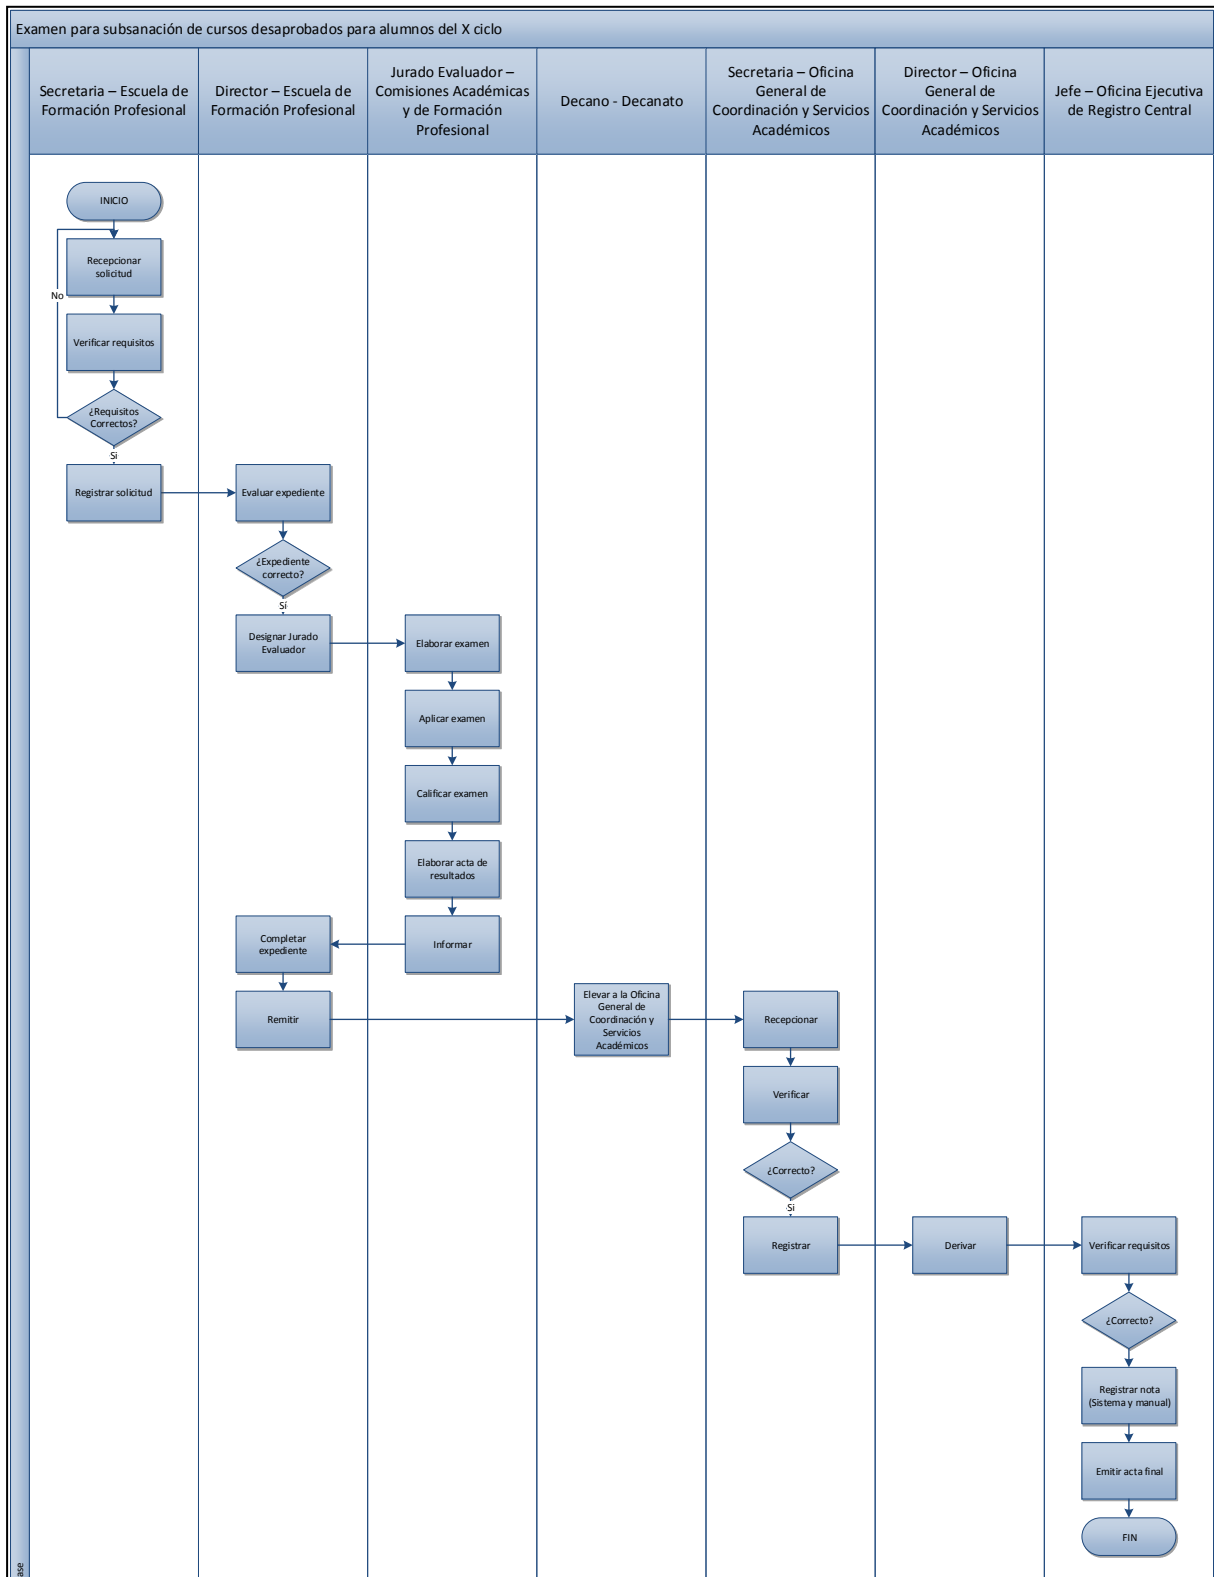 Examen para subsanación de cursos desaprobados para alumnos del X ciclo
Secretaria – Escuela de
Formación Profesional
Director – Escuela de
Formación Profesional
Jurado Evaluador –
Comisiones Académicas
y de Formación
Profesional
Decano - Decanato
Secretaria – Oficina
General de
Coordinación y Servicios
Académicos
Director – Oficina
General de
Coordinación y Servicios
Académicos
Jefe – Oficina Ejecutiva
de Registro Central
INICIO
Recepcionar
solicitud
No
Verificar requisitos
¿Requisitos
Correctos?
Si
Registrar solicitud
Evaluar expediente
¿Expediente
correcto?
Sí
Designar Jurado
Evaluador
Elaborar examen
Aplicar examen
Calificar examen
Elaborar acta de
resultados
Informar
Completar
expediente
Remitir
Elevar a la Oficina
General de
Coordinación y
Servicios
Académicos
Recepcionar
Verificar
¿Correcto?
Si
Registrar
Derivar
Verificar requisitos
¿Correcto?
Registrar nota
(Sistema y manual)
Emitir acta final
FIN